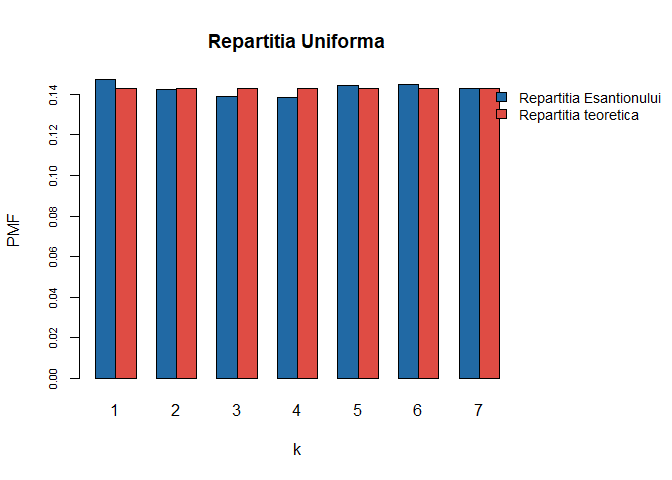 Repartitia Uniforma
PMF
0.00
0.02
0.04
0.06
0.08
0.10
0.12
0.14
Repartitia Esantionului
Repartitia teoretica
1 2 3 4 5 6 7
k